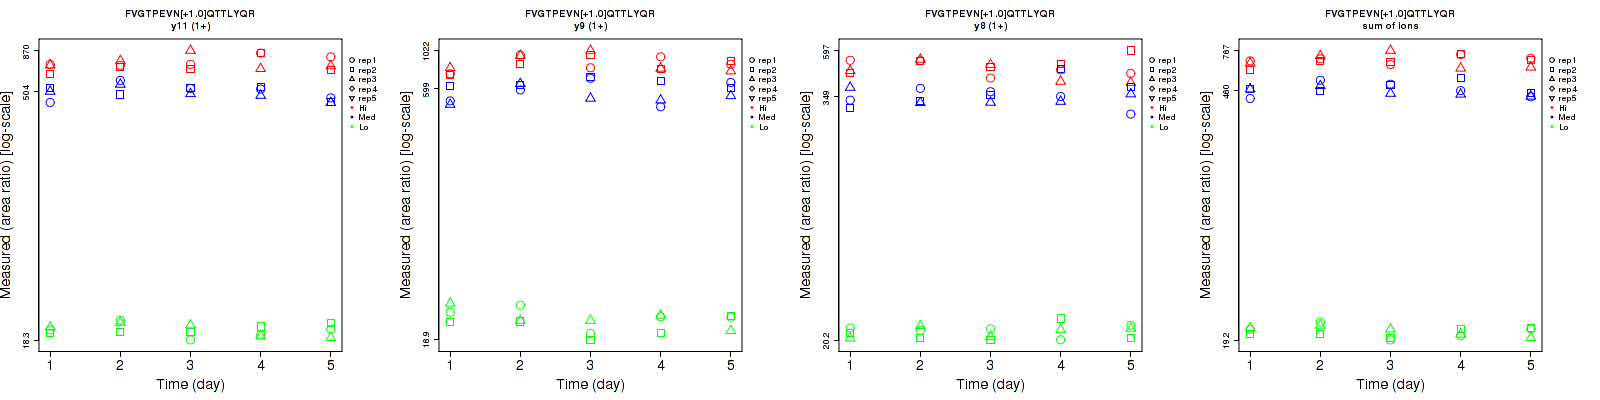 FVGTPEVN[+1.0]QTTLYQR
y11 (1+)
Measured (area ratio) [log-scale]
870
504
18.3
1 2 3 4 5
Time (day)
rep1
rep2
rep3
rep4
rep5
Hi
Med
Lo
FVGTPEVN[+1.0]QTTLYQR
y9 (1+)
Measured (area ratio) [log-scale]
1022
599
16.9
1 2 3 4 5
Time (day)
rep1
rep2
rep3
rep4
rep5
Hi
Med
Lo
FVGTPEVN[+1.0]QTTLYQR
y8 (1+)
Measured (area ratio) [log-scale]
597
349
20.2
1 2 3 4 5
Time (day)
rep1
rep2
rep3
rep4
rep5
Hi
Med
Lo
FVGTPEVN[+1.0]QTTLYQR
sum of ions
Measured (area ratio) [log-scale]
767
460
19.2
1 2 3 4 5
Time (day)
rep1
rep2
rep3
rep4
rep5
Hi
Med
Lo